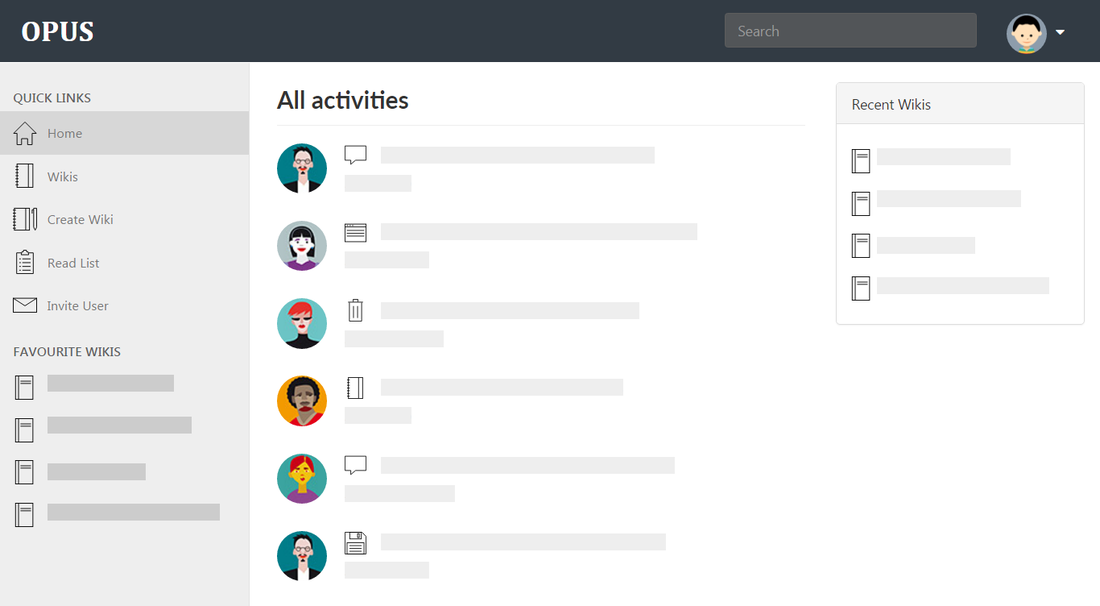 OPUS
Search
QUICK LINKS
Home
Wikis
Create Wiki
Read List
Invite User
FAVOURITE WIKIS
All activities
Recent Wikis